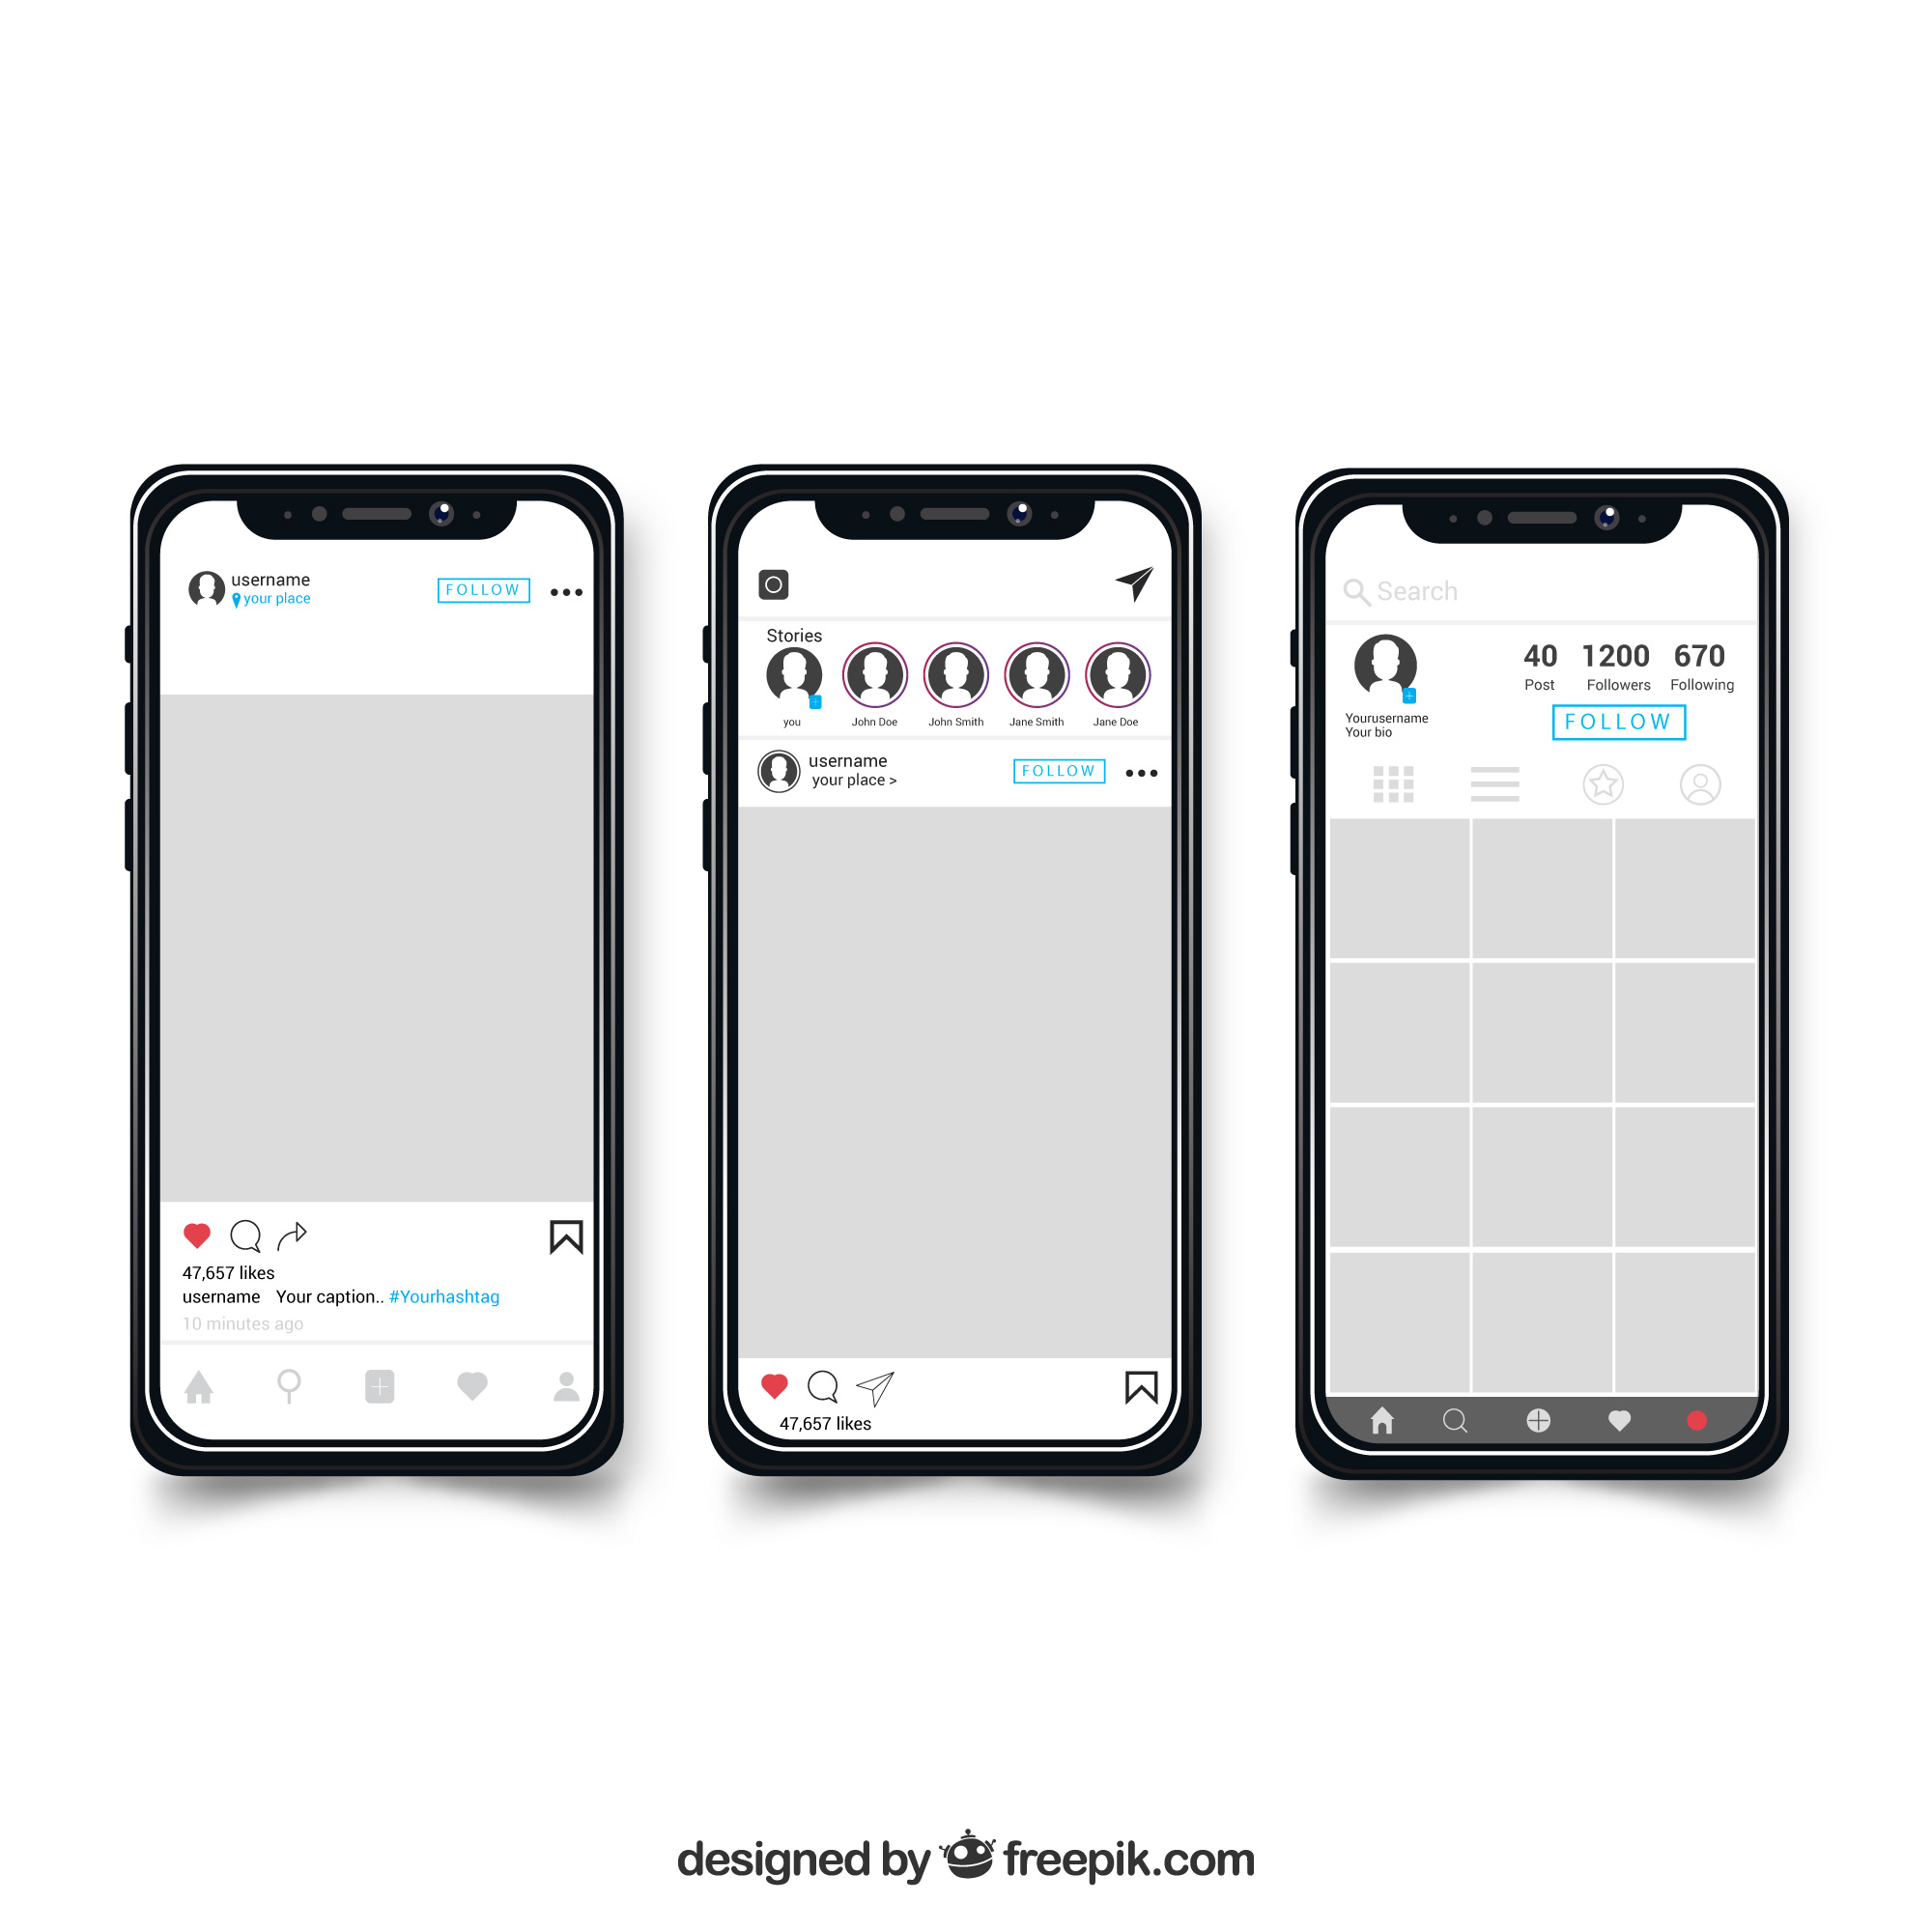 username
your place
FOLLOW
47,657 likes
username Your caption.. #Yourhashtag
10 minutes ago
Stories
you John Doe John Smith Jane Smith Jane Doe
username
your place >
FOLLOW
47,657 likes
Search
40 1200 670
Post Followers Following
Yourusername
Your bio
FOLLOW
designed by freepik.com